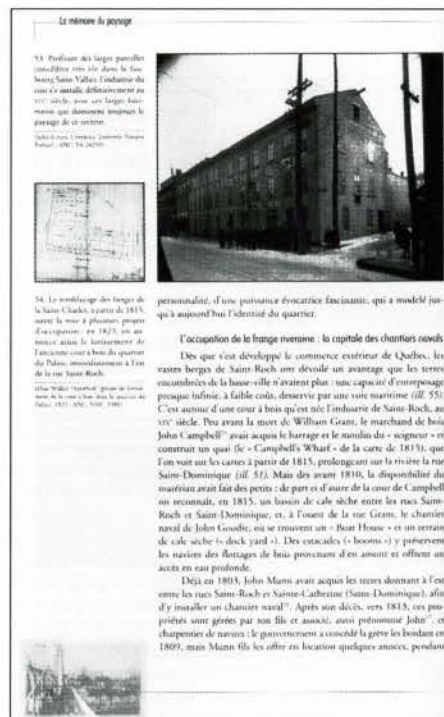 La mémoire du paysage
53. Profitant des larges parcelles
concédées très tôt dans le fau-
bourg Saint-Vallier, l'industrie du
cuir s'y installe définitivement au
siècle, sous ces larges bâti-
ments qui dominent toujours le
paysage de ce secteur.
54. Le remblayage des berges de
la Saint-Charles, à partir de 1815,
ouvre la voie à plusieurs projets
d'occupation : en 1823, on an-
nonce ainsi le lotissement de
l'ancienne cour à bois du quartier
du Palais, immédiatement à l'est
de la rue Saint-Roch.
personnalité, d'une puissance évocatrice fascinante, qui a modelé jus-
qu'à aujourd'hui l'identité du quartier.
L'occupation de la frange riveraine : la capitale des chantiers navals
Dès que s'est développé le commerce extérieur de Québec, les
vastes berges de Saint-Roch ont dévoilé un avantage que les terres
encombrées de la basse-ville n'avaient plus : une capacité d'entreposage
presque infinie, à faible coût, desservie par une voie maritime (ill. 55).
C'est autour d'une cour à bois qu'est née l'industrie de Saint-Roch, au
XIXe siècle. Peu avant la mort de William Grant, le marchand de bois
John Campbell avait acquis le barrage et le moulin du « seigneur » et
construit un quai (le « Campbell's Wharf » de la carte de 1815), que
l'on voit sur les cartes à partir de 1815, prolongeant sur la rivière la rue
Saint-Dominique (ill. 51). Mais dès avant 1810, la disponibilité du
matériau avait fait des petits : de part et d'autre de la cour de Campbell
on reconnaît, en 1815, un bassin de cale sèche entre les rues Saint-
Roch et Saint-Dominique, et, à l'ouest de la rue Grant, le chantier
naval de John Goudie, où se trouvent un « Boat House » et un terrain
de cale sèche (« dock yard »). Des estacades (« booms ») y préservent
les navires des flottages de bois provenant d'en amont et offrent un
accès en eau profonde.
Déjà en 1803, John Munn avait acquis les terres donnant à l'est
entre les rues Saint-Roch et Sainte-Catherine (Saint-Dominique), afin
d'y installer un chantier naval. Après son décès, vers 1813, ces pro-
priétés sont gérées par son fils et associé, aussi prénommé John, et
charpentier de navires : le gouvernement a concédé la grève les bordant en
1809, mais Munn fils les offre en location quelques années, pendant